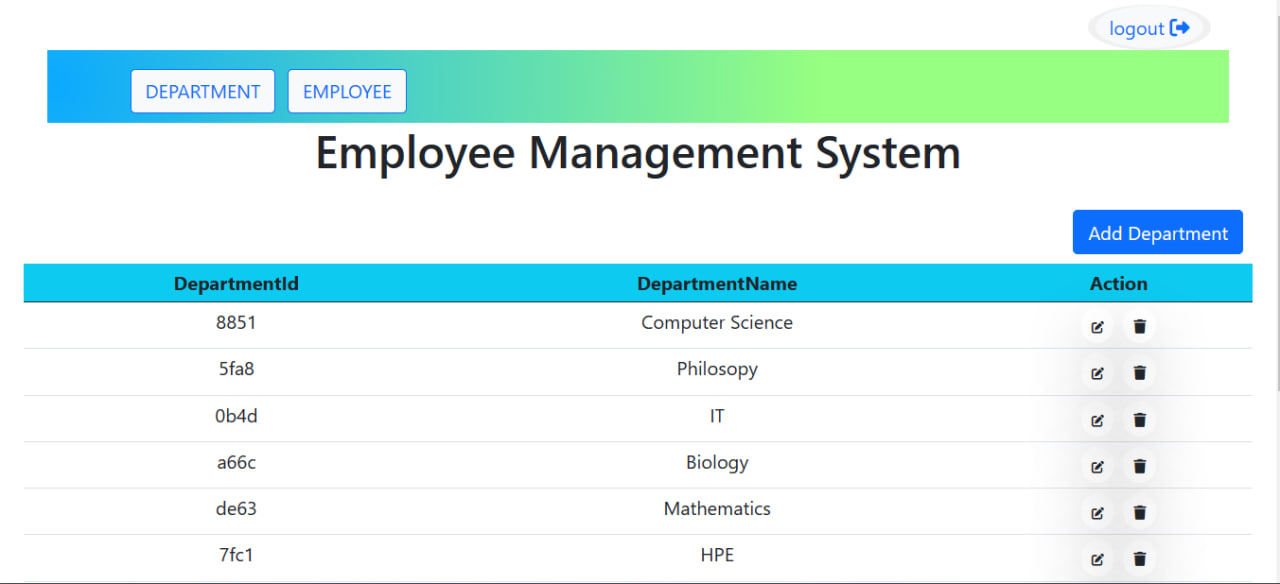 logout
DEPARTMENT EMPLOYEE
Employee Management System
Add Department
DepartmentId DepartmentName Action
8851 Computer Science
5fa8 Philosopy
0b4d IT
a66c Biology
de63 Mathematics
7fc1 HPE